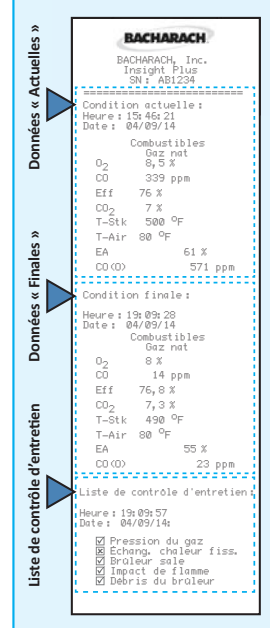 Données « Actuelles »
Données « Finales »
Liste de contrôle d'entretien
BACHARACH
BACHARACH, Inc.
Insight Plus
SN: AB1234
========================
Condition actuelle:
Heure: 15:46:21
Date: 04/09/14
Combustibles
Gaz nat
O2 8,5 %
CO 339 ppm
Eff 76 %
CO2 7 %
T-Stk 500 °F
T-Air 80 °F
EA 61 %
CO(O) 571 ppm
Condition finale:
Heure: 19:09:28
Date: 04/09/14
Combustibles
Gaz nat
O2 8 %
CO 14 ppm
Eff 76,8 %
CO2 7,3 %
T-Stk 490 °F
T-Air 80 °F
EA 55 %
CO(O) 23 ppm
Liste de contrôle d'entretien:
Heure: 19:09:57
Date: 04/09/14:
☑ Pression du gaz
☒ Échang. chaleur fiss.
☑ Brûleur sale
☑ Impact de flamme
☑ Débris du brûleur